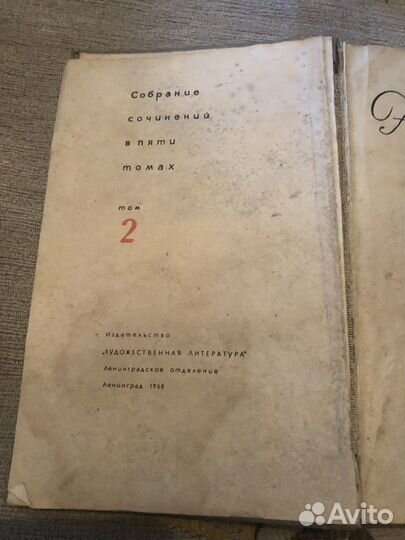 Собрание
сочинений
в пяти
томах
том
2
Издательство
„ХУДОЖЕСТВЕННАЯ ЛИТЕРАТУРА"
Ленинградское отделение
Ленинград 1968
Avito